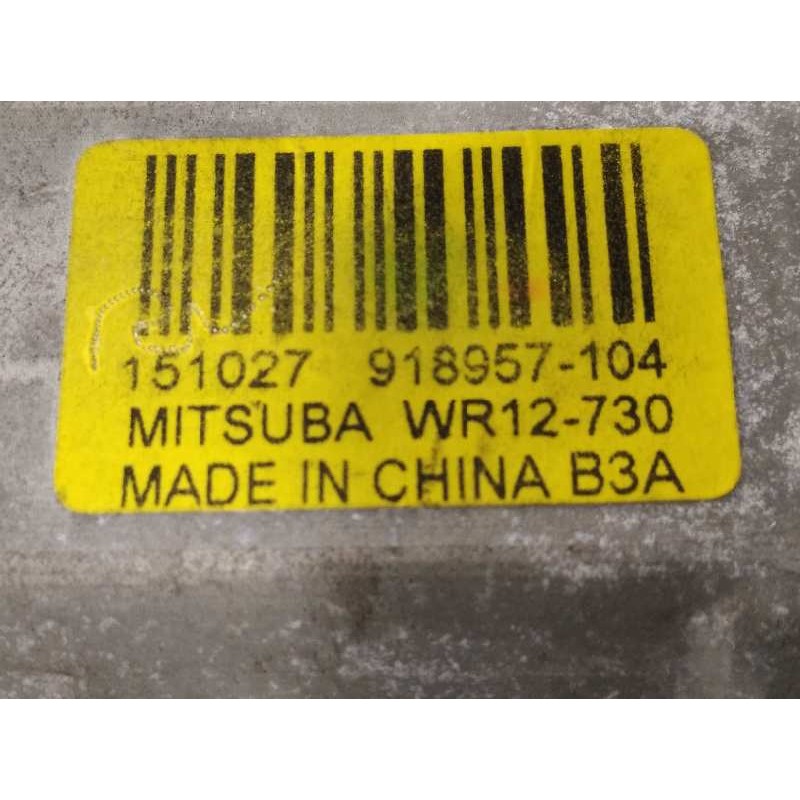 151027 918957-104
MITSUBA WR12-730
MADE IN CHINA B3A